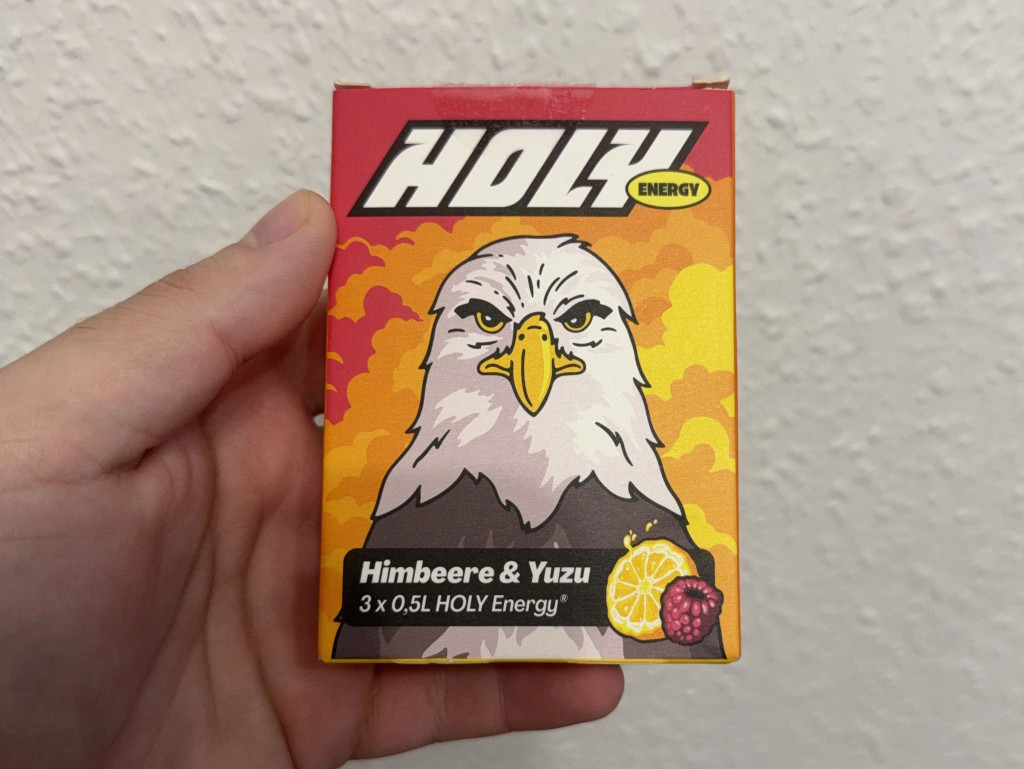 HOLY
ENERGY
Himbeere & Yuzu
3 x 0,5L HOLY Energy®